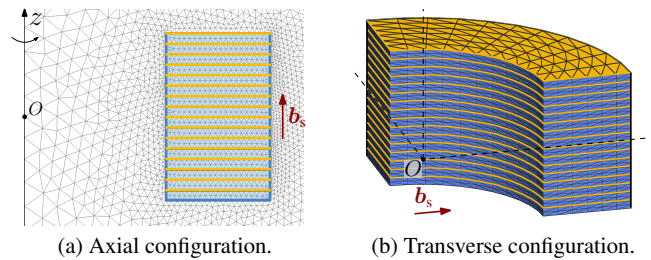 z
O
b_s
O
b_s
(a) Axial configuration.
(b) Transverse configuration.